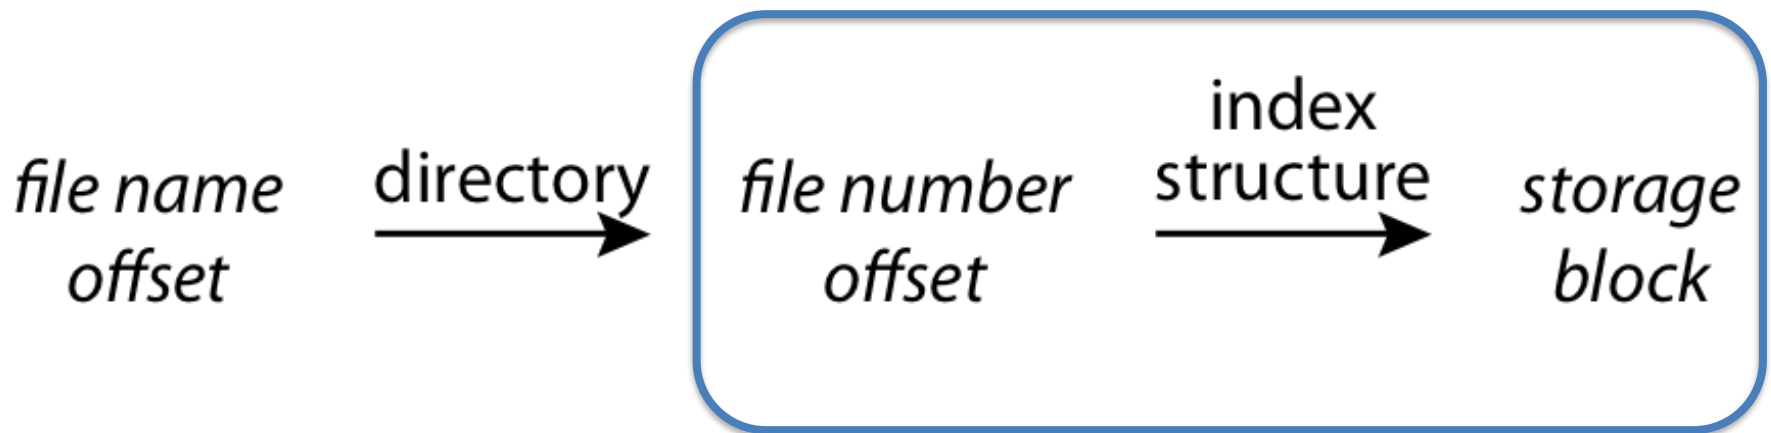 file name
offset
directory
file number
offset
index
structure
storage
block